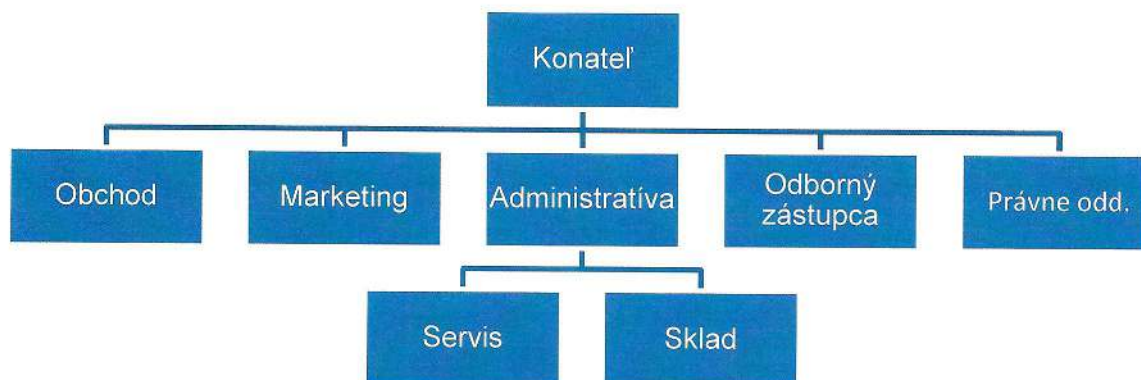 Konateľ
Obchod
Marketing
Administratíva
Odborný
zástupca
Právne odd.
Servis
Sklad